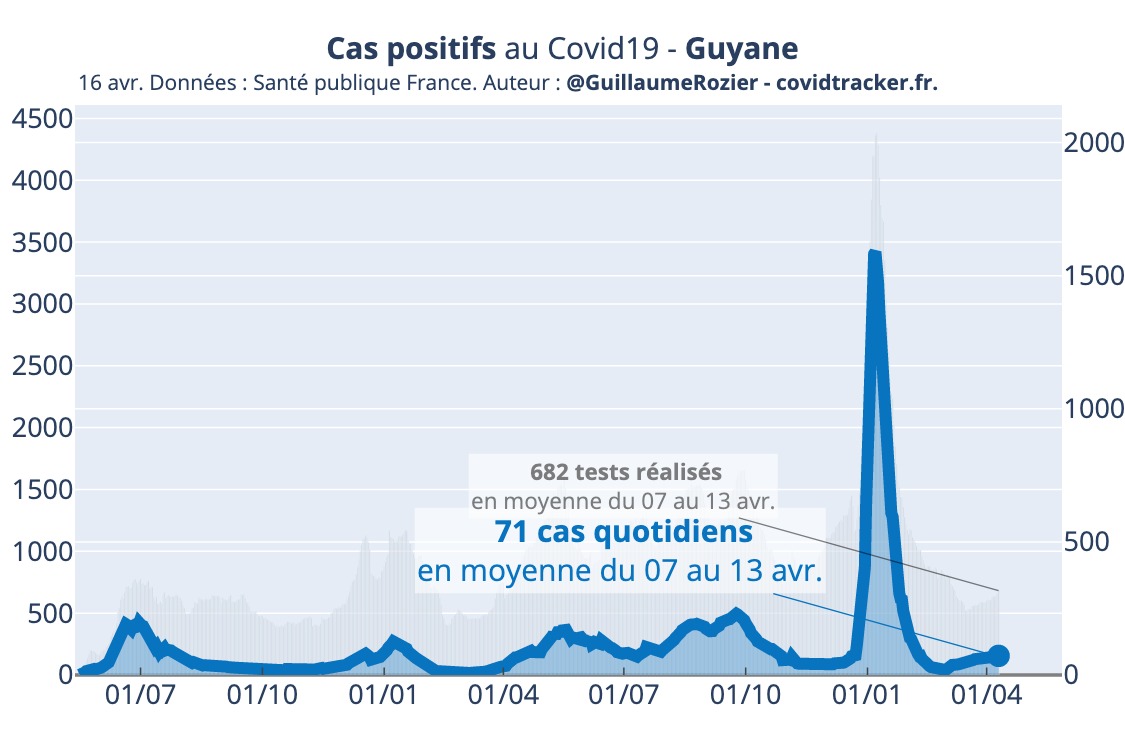 Cas positifs au Covid19 - Guyane
16 avr. Données : Santé publique France. Auteur : @GuillaumeRozier - covidtracker.fr.
4500
4000
3500
3000
2500
2000
1500
1000
500
0
2000
1500
1000
500
0
682 tests réalisés
en moyenne du 07 au 13 avr.
71 cas quotidiens
en moyenne du 07 au 13 avr.
01/07 01/10 01/01 01/04 01/07 01/10 01/01 01/04